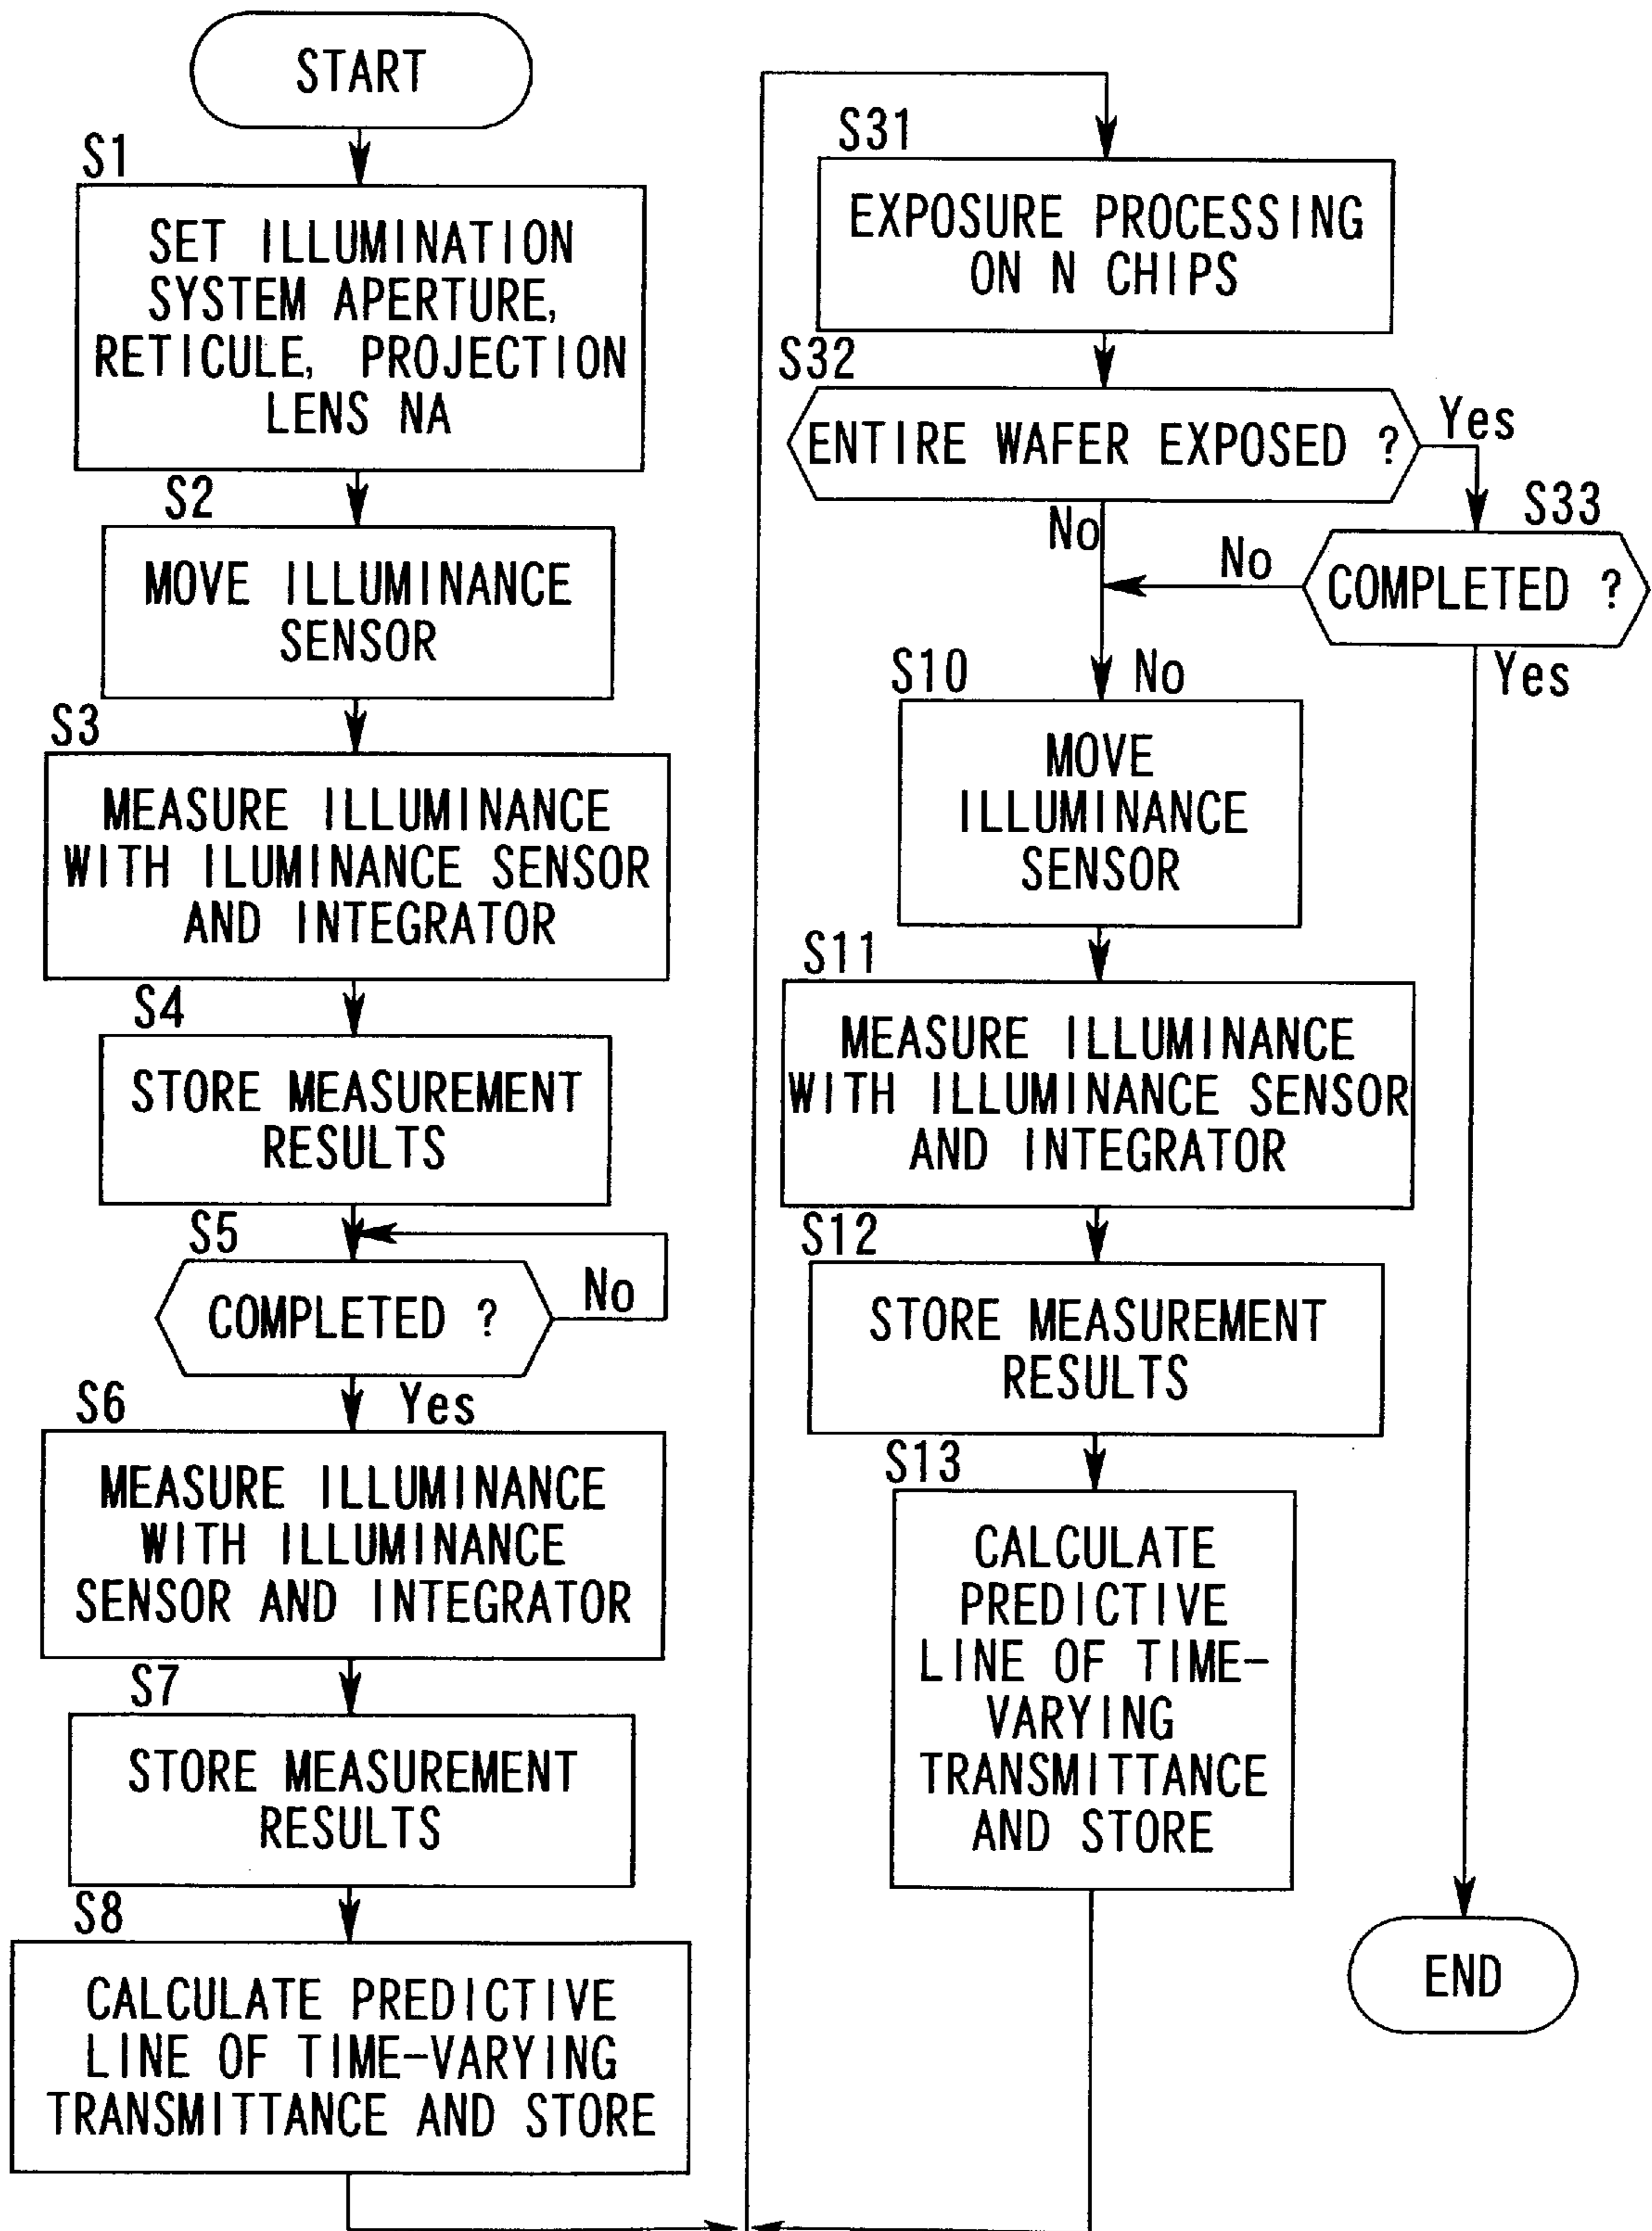 START
S1
SET ILLUMINATION
SYSTEM APERTURE,
RETICULE, PROJECTION
LENS NA
S2
MOVE ILLUMINANCE
SENSOR
S3
MEASURE ILLUMINANCE
WITH ILUMINANCE SENSOR
AND INTEGRATOR
S4
STORE MEASUREMENT
RESULTS
S5
COMPLETED ?
No
Yes
S6
MEASURE ILLUMINANCE
WITH ILLUMINANCE
SENSOR AND INTEGRATOR
S7
STORE MEASUREMENT
RESULTS
S8
CALCULATE PREDICTIVE
LINE OF TIME-VARYING
TRANSMITTANCE AND STORE
S31
EXPOSURE PROCESSING
ON N CHIPS
S32
ENTIRE WAFER EXPOSED ?
Yes
No
S33
COMPLETED ?
No
Yes
S10
No
MOVE
ILLUMINANCE
SENSOR
S11
MEASURE ILLUMINANCE
WITH ILLUMINANCE SENSOR
AND INTEGRATOR
S12
STORE MEASUREMENT
RESULTS
S13
CALCULATE
PREDICTIVE
LINE OF TIME-
VARYING
TRANSMITTANCE
AND STORE
END